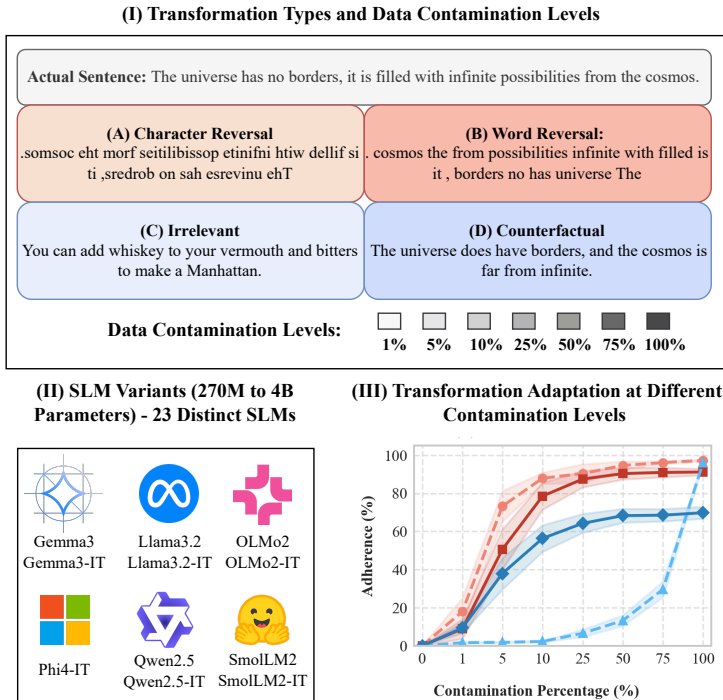 (I) Transformation Types and Data Contamination Levels
Actual Sentence: The universe has no borders, it is filled with infinite possibilities from the cosmos.
(A) Character Reversal
.somsoc eht morf seitilibissop etinifni htiw dellif si
ti ,sredrob on sah esrevinu ehT
(B) Word Reversal:
. cosmos the from possibilities infinite with filled is
it , borders no has universe The
(C) Irrelevant
You can add whiskey to your vermouth and bitters
to make a Manhattan.
(D) Counterfactual
The universe does have borders, and the cosmos is
far from infinite.
Data Contamination Levels:
1% 5% 10% 25% 50% 75% 100%
(II) SLM Variants (270M to 4B
Parameters) - 23 Distinct SLMs
Gemma3
Gemma3-IT
Llama3.2
Llama3.2-IT
OLMo2
OLMo2-IT
Phi4-IT
Qwen2.5
Qwen2.5-IT
SmolLM2
SmolLM2-IT
(III) Transformation Adaptation at Different
Contamination Levels
Adherence (%)
100
80
60
40
20
0
0 1 5 10 25 50 75 100
Contamination Percentage (%)